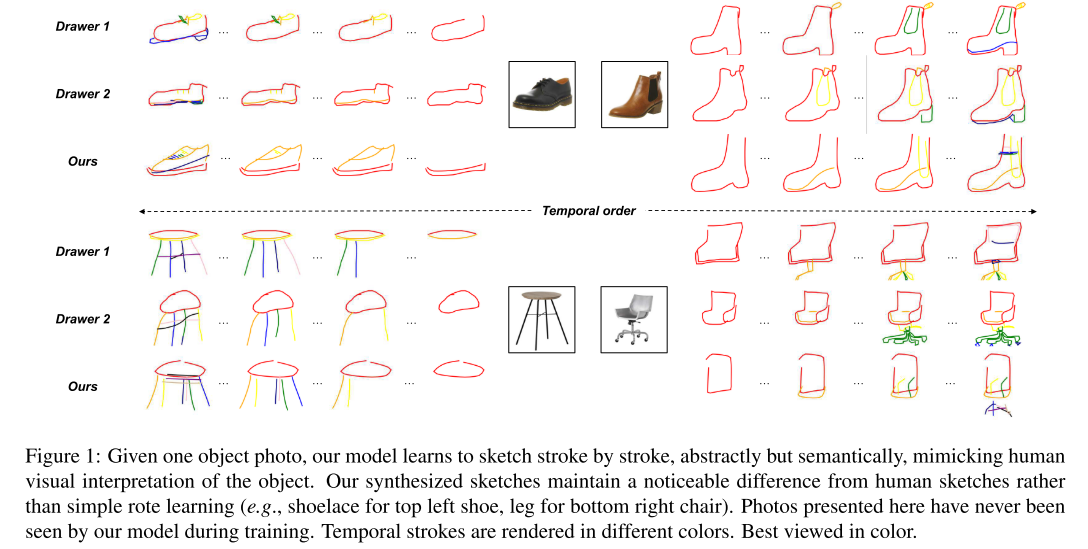 Drawer 1
... ... ... ... ... ...
Drawer 2
... ... ... ... ... ...
Ours
... ... ... ... ... ...
Temporal order
Drawer 1
... ... ... ... ... ...
Drawer 2
... ... ... ... ... ...
Ours
... ... ... ... ... ...
Figure 1: Given one object photo, our model learns to sketch stroke by stroke, abstractly but semantically, mimicking human
visual interpretation of the object. Our synthesized sketches maintain a noticeable difference from human sketches rather
than simple rote learning (e.g., shoelace for top left shoe, leg for bottom right chair). Photos presented here have never been
seen by our model during training. Temporal strokes are rendered in different colors. Best viewed in color.